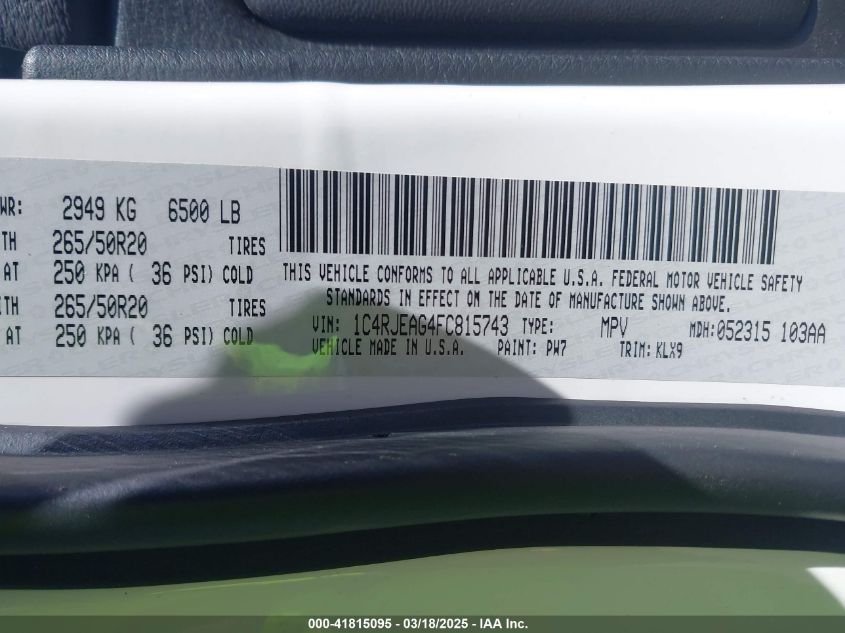 WR: 2949 KG 6500 LB
TH 265/50R20 TIRES
AT 250 KPA ( 36 PSI) COLD
ITH 265/50R20 TIRES
AT 250 KPA ( 36 PSI) COLD
THIS VEHICLE CONFORMS TO ALL APPLICABLE U.S.A. FEDERAL MOTOR VEHICLE SAFETY
STANDARDS IN EFFECT ON THE DATE OF MANUFACTURE SHOWN ABOVE.
VIN: 1C4RJEAG4FC815743 TYPE: MPV MDH:052315 103AA
VEHICLE MADE IN U.S.A. PAINT: PW7 TRIM: KLX9
000-41815095 - 03/18/2025 - IAA Inc.